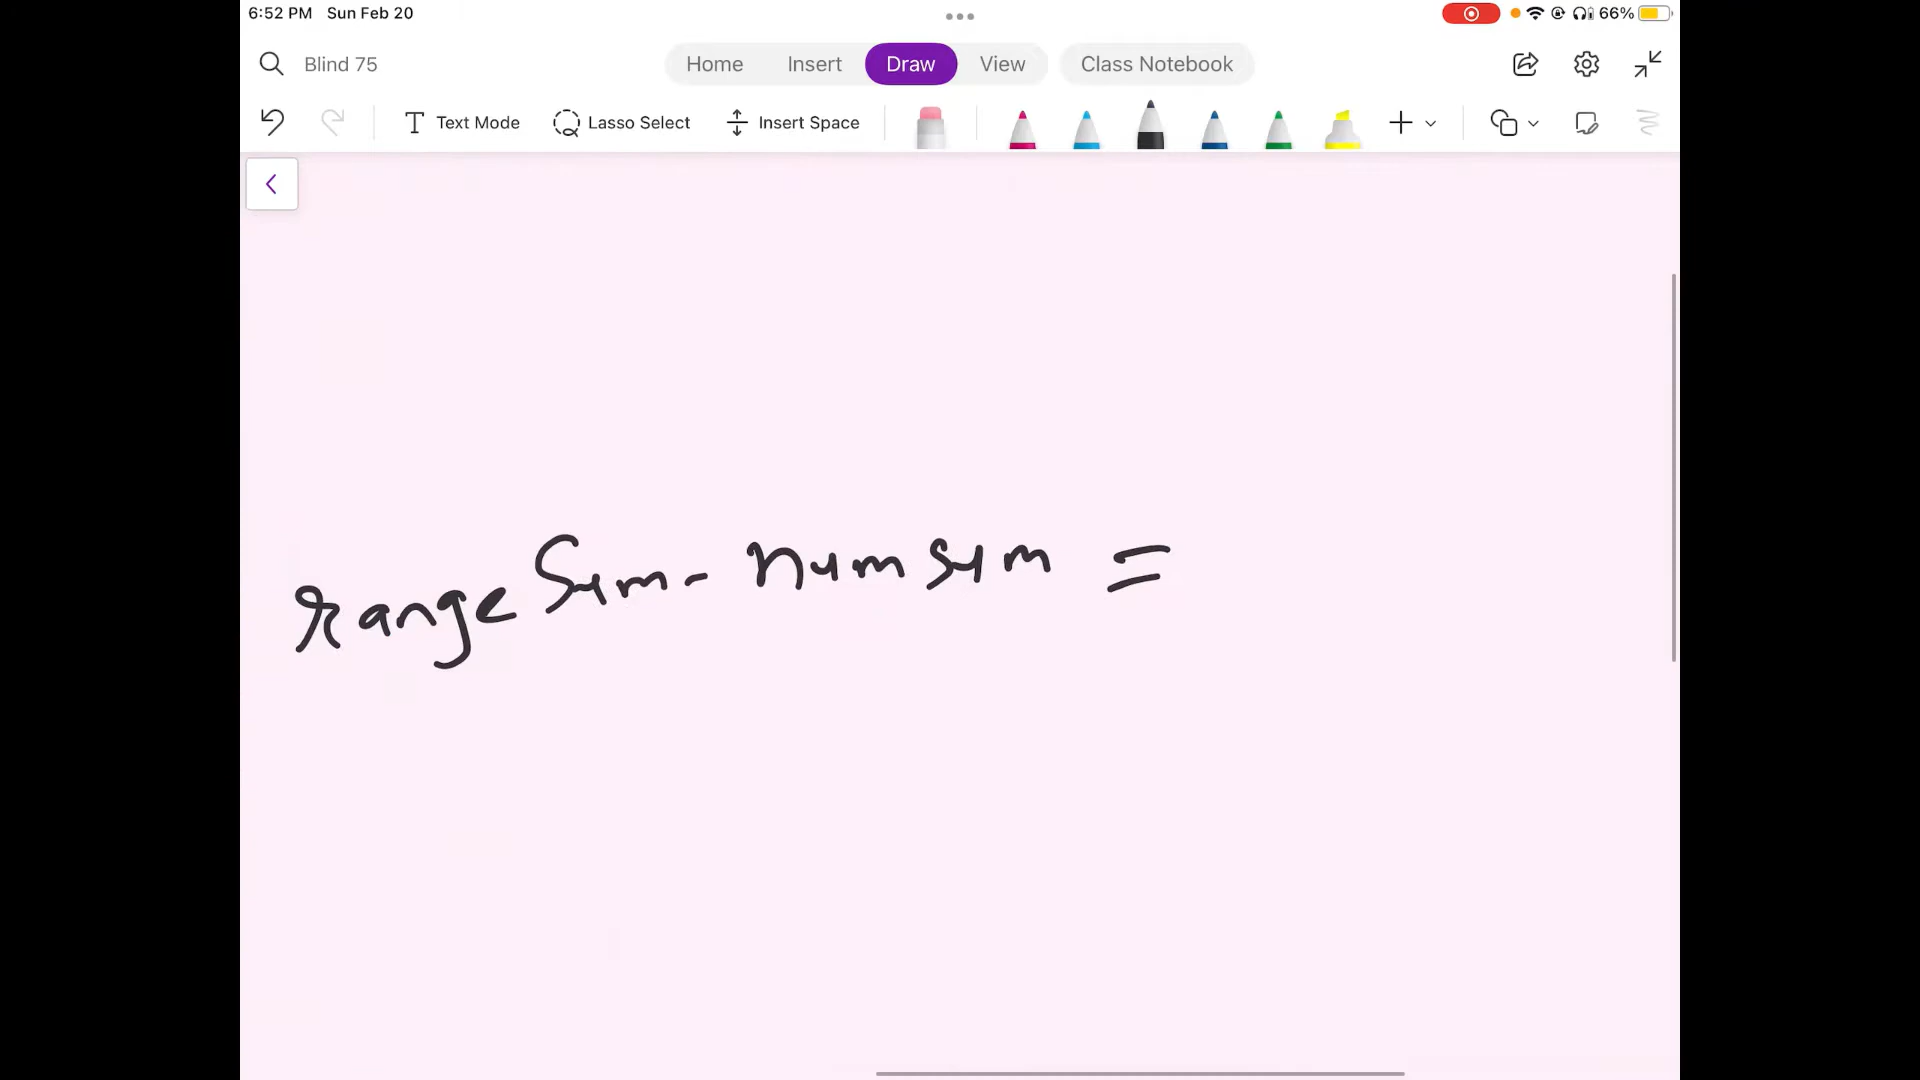 6:52 PM Sun Feb 20 66%
Blind 75 Home Insert Draw View Class Notebook
Text Mode Lasso Select Insert Space
rangeSum - numsum =